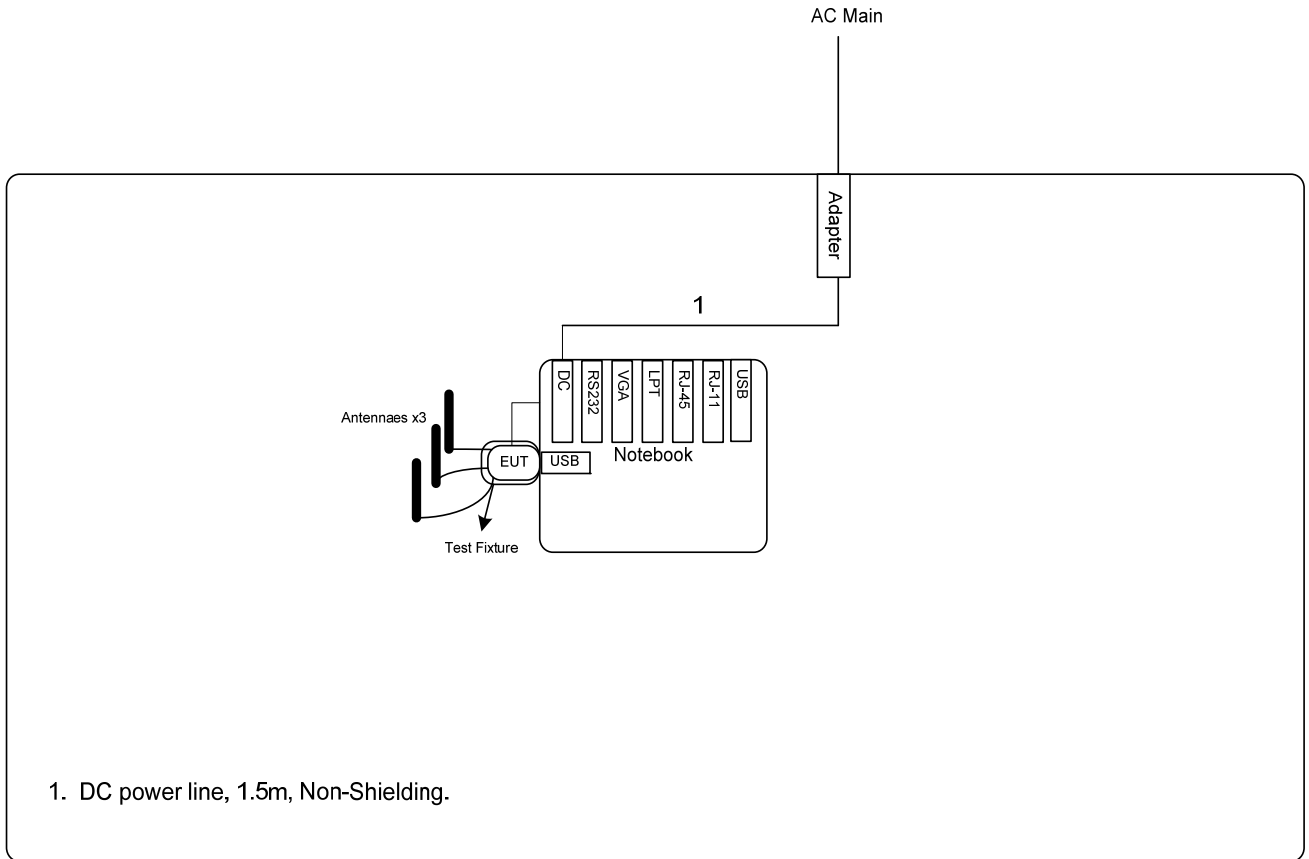 AC Main
Adapter
1
DC
RS232
VGA
LPT
RJ-45
RJ-11
USB
Antennaes x3
EUT
USB
Notebook
Test Fixture
1. DC power line, 1.5m, Non-Shielding.